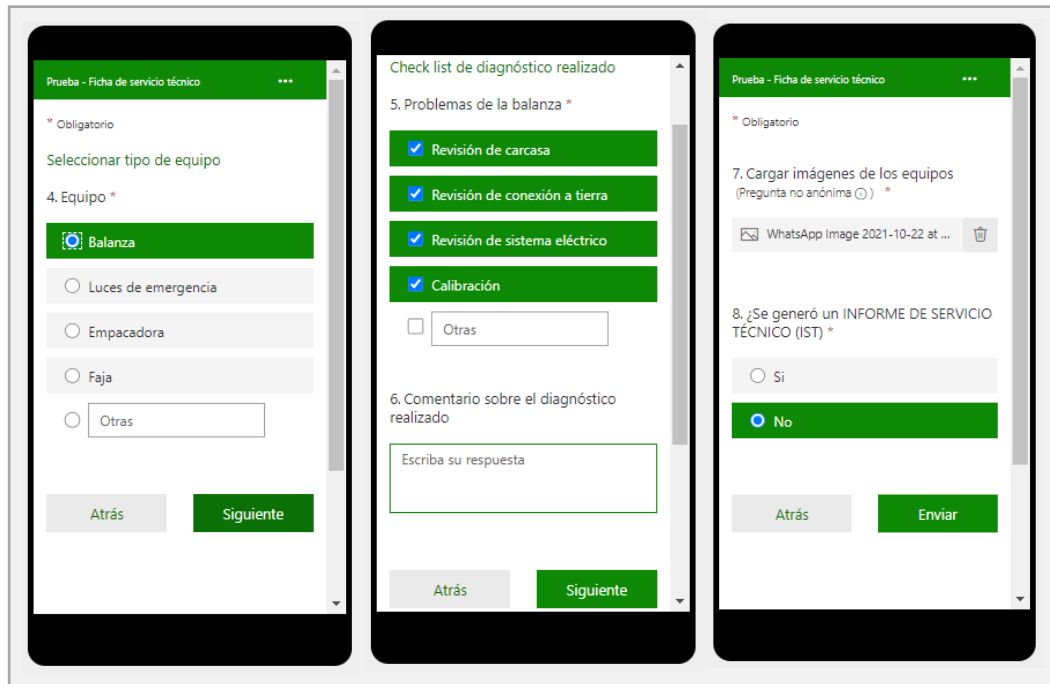 Prueba - Ficha de servicio técnico ...
* Obligatorio
Seleccionar tipo de equipo
4. Equipo *
Balanza
Luces de emergencia
Empacadora
Faja
Otras
Atrás
Siguiente
Check list de diagnóstico realizado
5. Problemas de la balanza *
Revisión de carcasa
Revisión de conexión a tierra
Revisión de sistema eléctrico
Calibración
Otras
6. Comentario sobre el diagnóstico
realizado
Escriba su respuesta
Atrás
Siguiente
Prueba - Ficha de servicio técnico ...
* Obligatorio
7. Cargar imágenes de los equipos
(Pregunta no anónima ⓘ ) *
WhatsApp Image 2021-10-22 at ...
8. ¿Se generó un INFORME DE SERVICIO
TÉCNICO (IST) *
Si
No
Atrás
Enviar